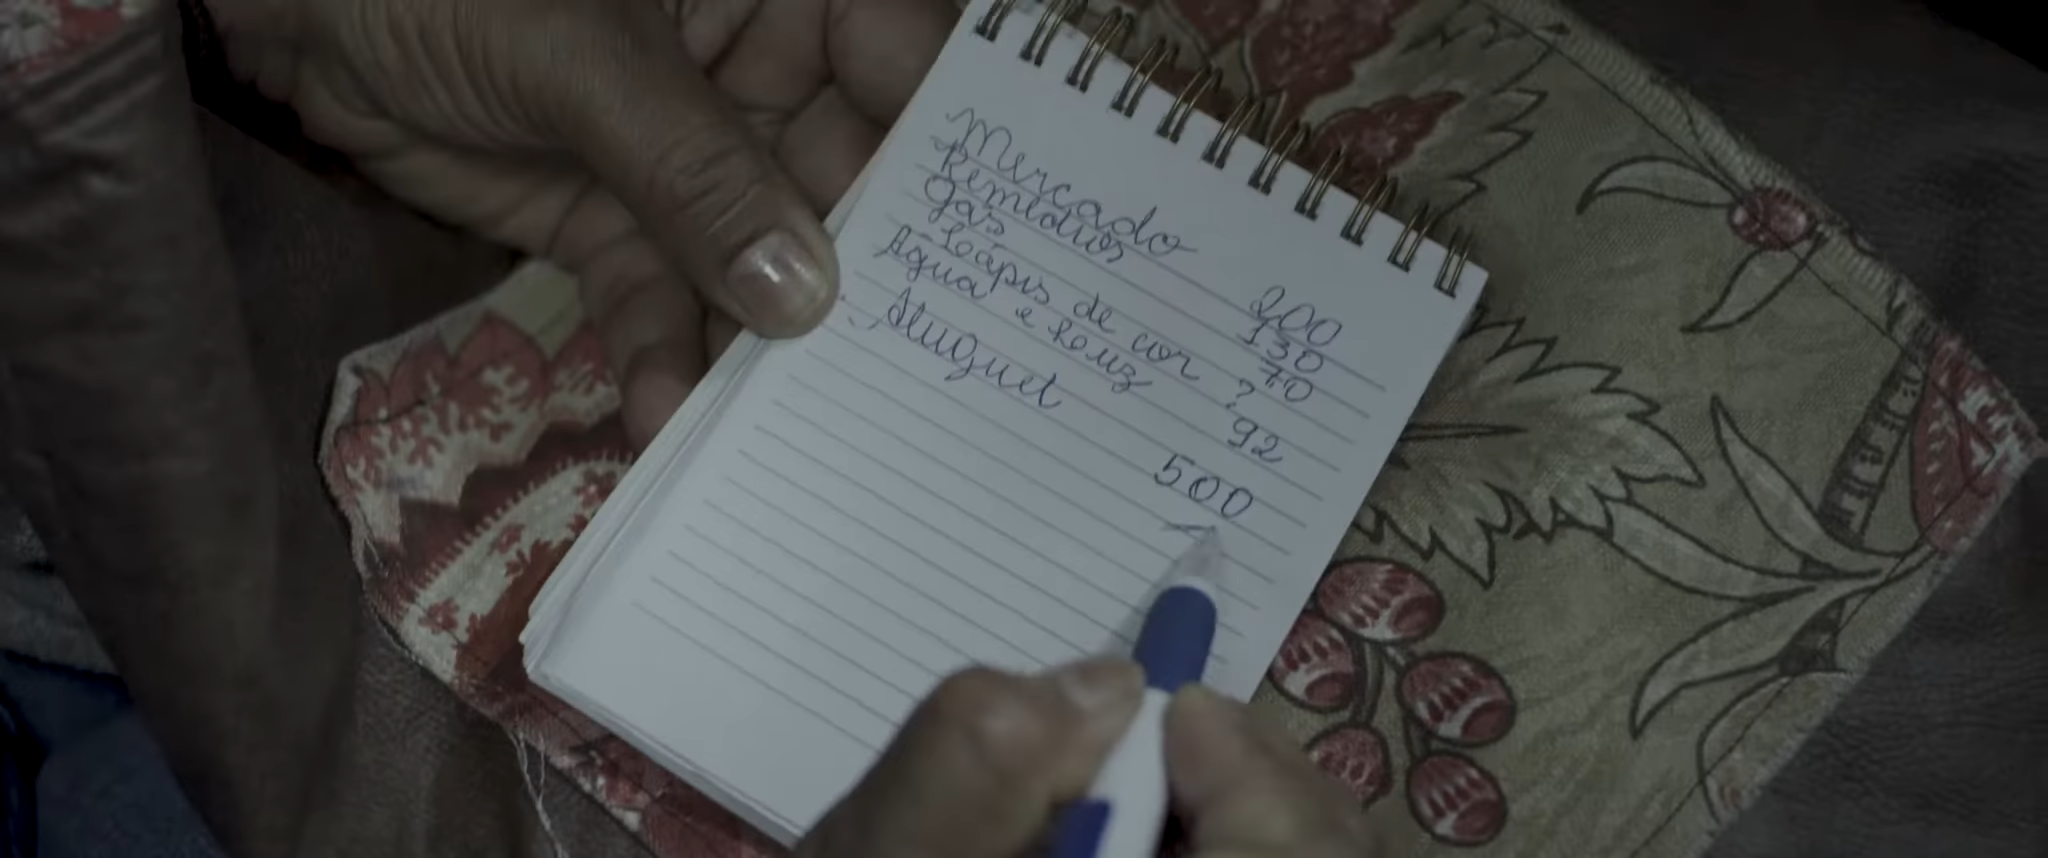 Mercado 200
Remédios 130
Gás 70
Lápis de cor ?
Água e luz 92
Aluguel 500